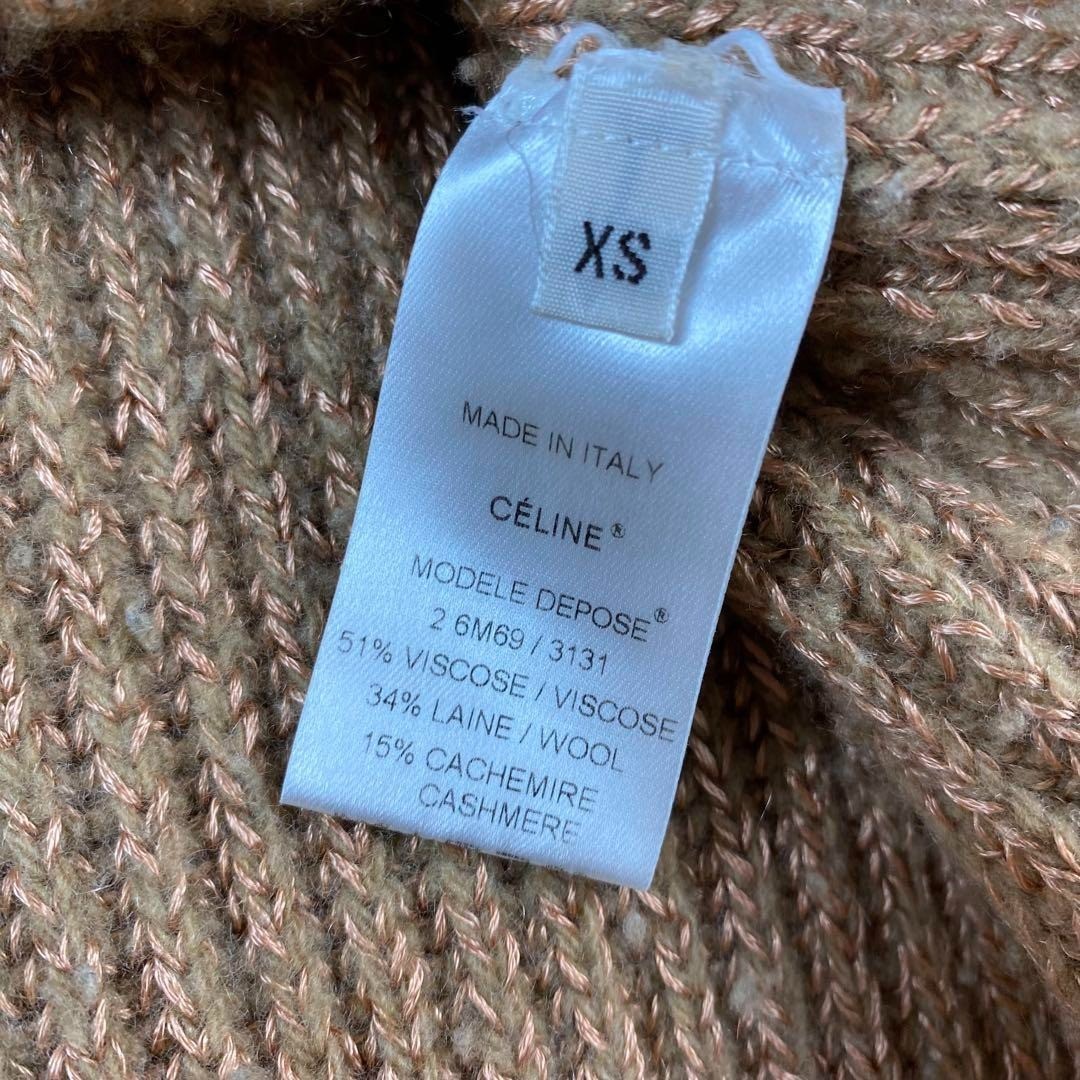 XS
MADE IN ITALY
CÉLINE®
MODELE DEPOSE®
2 6M69 / 3131
51% VISCOSE / VISCOSE
34% LAINE / WOOL
15% CACHEMIRE
CASHMERE